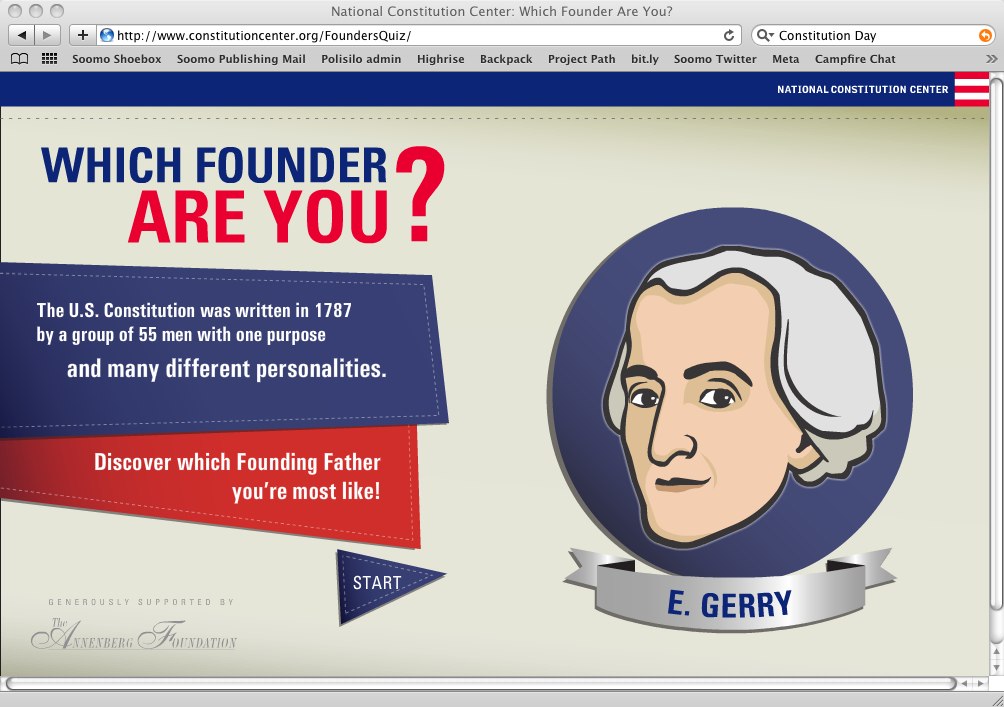 National Constitution Center: Which Founder Are You?
http://www.constitutioncenter.org/FoundersQuiz/
Constitution Day
Soomo Shoebox Soomo Publishing Mail Polisilo admin Highrise Backpack Project Path bit.ly Soomo Twitter Meta Campfire Chat
NATIONAL CONSTITUTION CENTER
WHICH FOUNDER
ARE YOU?
The U.S. Constitution was written in 1787
by a group of 55 men with one purpose
and many different personalities.
Discover which Founding Father
you're most like!
START
GENEROUSLY SUPPORTED BY
The
ANNENBERG FOUNDATION
E. GERRY